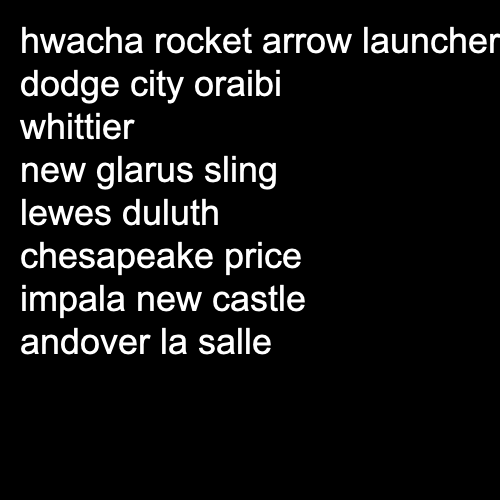 hwacha rocket arrow launcher
dodge city oraibi
whittier
new glarus sling
lewes duluth
chesapeake price
impala new castle
andover la salle